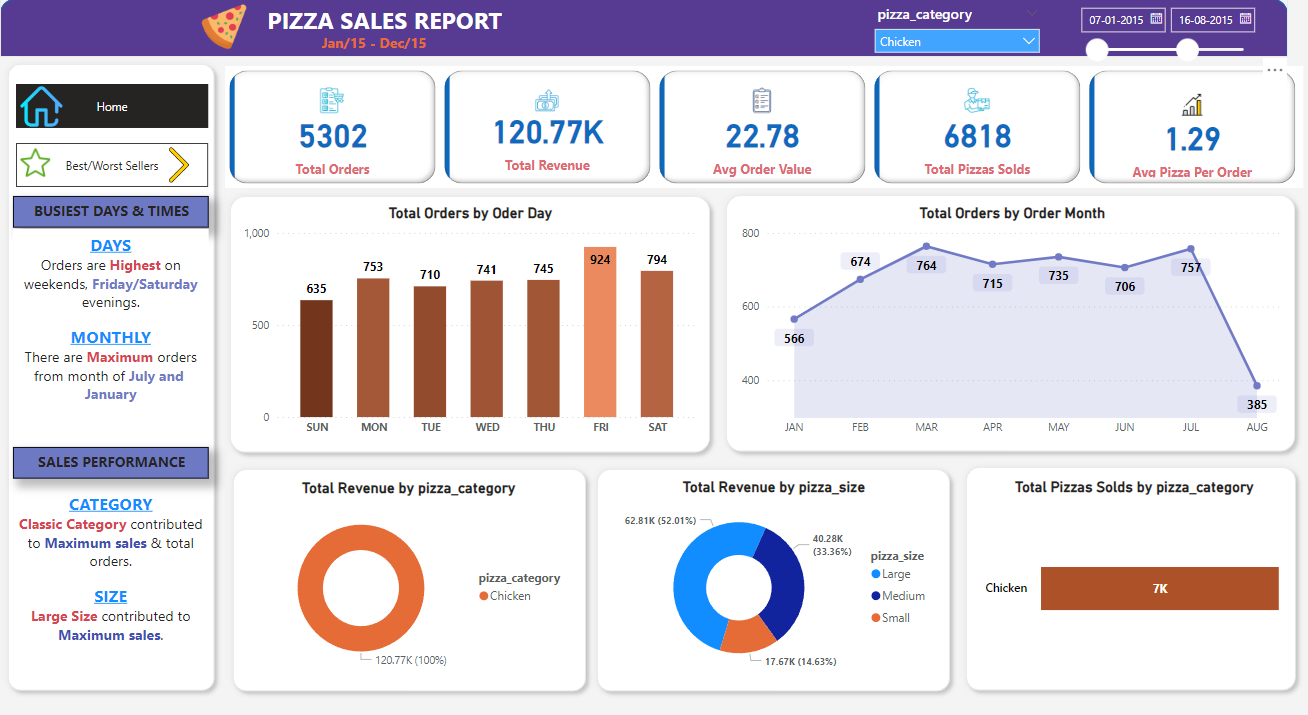 PIZZA SALES REPORT
Jan/15 - Dec/15
pizza_category
Chicken
07-01-2015
16-08-2015
Home
Best/Worst Sellers
BUSIEST DAYS & TIMES
DAYS
Orders are Highest on
weekends, Friday/Saturday
evenings.
MONTHLY
There are Maximum orders
from month of July and
January
SALES PERFORMANCE
CATEGORY
Classic Category contributed
to Maximum sales & total
orders.
SIZE
Large Size contributed to
Maximum sales.
5302
Total Orders
120.77K
Total Revenue
22.78
Avg Order Value
6818
Total Pizzas Solds
1.29
Avg Pizza Per Order
Total Orders by Oder Day
1,000
500
0
635
753
710
741
745
924
794
SUN
MON
TUE
WED
THU
FRI
SAT
Total Orders by Order Month
800
600
400
566
674
764
715
735
706
757
385
JAN
FEB
MAR
APR
MAY
JUN
JUL
AUG
Total Revenue by pizza_category
120.77K (100%)
pizza_category
Chicken
Total Revenue by pizza_size
62.81K (52.01%)
40.28K
(33.36%)
17.67K (14.63%)
pizza_size
Large
Medium
Small
Total Pizzas Solds by pizza_category
Chicken
7K